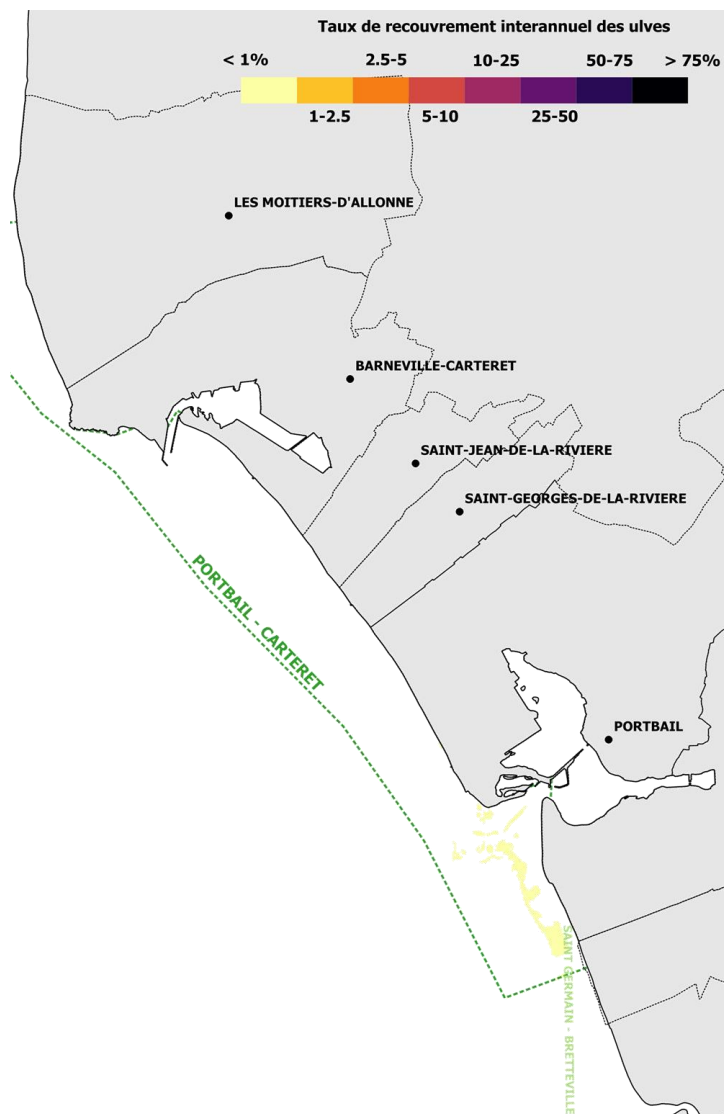 Taux de recouvrement interannuel des ulves
< 1% 2.5-5 10-25 50-75 > 75%
1-2.5 5-10 25-50
LES MOITIERS-D'ALLONNE
BARNEVILLE-CARTERET
SAINT-JEAN-DE-LA-RIVIERE
SAINT-GEORGES-DE-LA-RIVIERE
PORTBAIL - CARTERET
PORTBAIL
SAINT GERMAIN - BRETTEVILLE